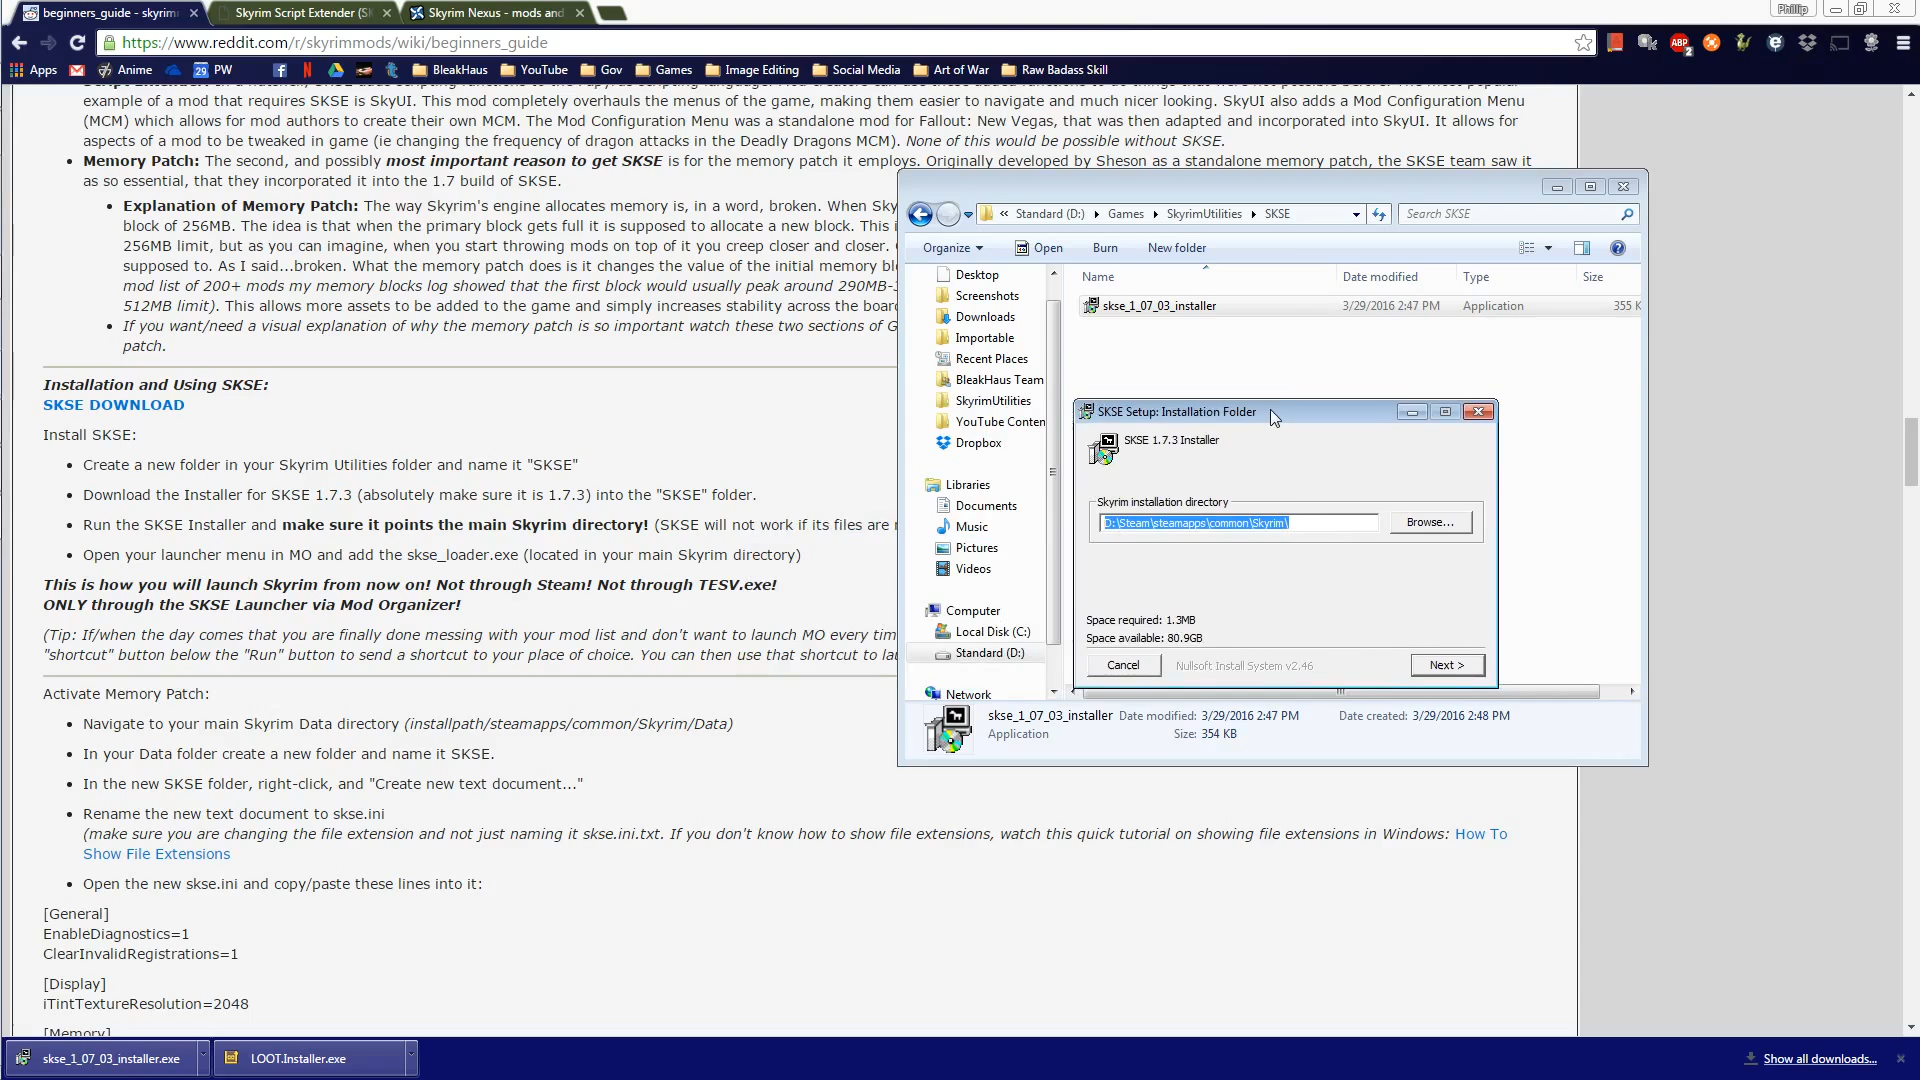 beginners_guide - skyrim
Skyrim Script Extender (SK
Skyrim Nexus - mods and
Phillip
https://www.reddit.com/r/skyrimmods/wiki/beginners_guide
ABP
2
Apps
Anime
29 PW
BleakHaus
YouTube
Gov
Games
Image Editing
Social Media
Art of War
Raw Badass Skill
example of a mod that requires SKSE is SkyUI. This mod completely overhauls the menus of the game, making them easier to navigate and much nicer looking. SkyUI also adds a Mod Configuration Menu
(MCM) which allows for mod authors to create their own MCM. The Mod Configuration Menu was a standalone mod for Fallout: New Vegas, that was then adapted and incorporated into SkyUI. It allows for
aspects of a mod to be tweaked in game (ie changing the frequency of dragon attacks in the Deadly Dragons MCM). None of this would be possible without SKSE.
Memory Patch: The second, and possibly most important reason to get SKSE is for the memory patch it employs. Originally developed by Sheson as a standalone memory patch, the SKSE team saw it
as so essential, that they incorporated it into the 1.7 build of SKSE.
Explanation of Memory Patch: The way Skyrim's engine allocates memory is, in a word, broken. When Sky
block of 256MB. The idea is that when the primary block gets full it is supposed to allocate a new block. This i
256MB limit, but as you can imagine, when you start throwing mods on top of it you creep closer and closer.
supposed to. As I said...broken. What the memory patch does is it changes the value of the initial memory blo
mod list of 200+ mods my memory blocks log showed that the first block would usually peak around 290MB-3
512MB limit). This allows more assets to be added to the game and simply increases stability across the board
If you want/need a visual explanation of why the memory patch is so important watch these two sections of G
patch.
Installation and Using SKSE:
SKSE DOWNLOAD
Install SKSE:
Create a new folder in your Skyrim Utilities folder and name it "SKSE"
Download the Installer for SKSE 1.7.3 (absolutely make sure it is 1.7.3) into the "SKSE" folder.
Run the SKSE Installer and make sure it points the main Skyrim directory! (SKSE will not work if its files are
Open your launcher menu in MO and add the skse_loader.exe (located in your main Skyrim directory)
This is how you will launch Skyrim from now on! Not through Steam! Not through TESV.exe!
ONLY through the SKSE Launcher via Mod Organizer!
(Tip: If/when the day comes that you are finally done messing with your mod list and don't want to launch MO every tim
"shortcut" button below the "Run" button to send a shortcut to your place of choice. You can then use that shortcut to la
Activate Memory Patch:
Navigate to your main Skyrim Data directory (installpath/steamapps/common/Skyrim/Data)
In your Data folder create a new folder and name it SKSE.
In the new SKSE folder, right-click, and "Create new text document..."
Rename the new text document to skse.ini
(make sure you are changing the file extension and not just naming it skse.ini.txt. If you don't know how to show file extensions, watch this quick tutorial on showing file extensions in Windows: How To
Show File Extensions
Open the new skse.ini and copy/paste these lines into it:
[General]
EnableDiagnostics=1
ClearInvalidRegistrations=1
[Display]
iTintTextureResolution=2048
[Memory]
« Standard (D:) Games SkyrimUtilities SKSE
Search SKSE
Organize
Open
Burn
New folder
Desktop
Screenshots
Downloads
Importable
Recent Places
BleakHaus Team
SkyrimUtilities
YouTube Conten
Dropbox
Libraries
Documents
Music
Pictures
Videos
Computer
Local Disk (C:)
Standard (D:)
Network
Name
Date modified
Type
Size
skse_1_07_03_installer
3/29/2016 2:47 PM
Application
355 K
SKSE Setup: Installation Folder
SKSE 1.7.3 Installer
Skyrim installation directory
D:\Steam\steamapps\common\Skyrim\
Browse...
Space required: 1.3MB
Space available: 80.9GB
Cancel
Nullsoft Install System v2.46
Next >
skse_1_07_03_installer Date modified: 3/29/2016 2:47 PM Date created: 3/29/2016 2:48 PM
Application Size: 354 KB
skse_1_07_03_installer.exe
LOOT.Installer.exe
Show all downloads...